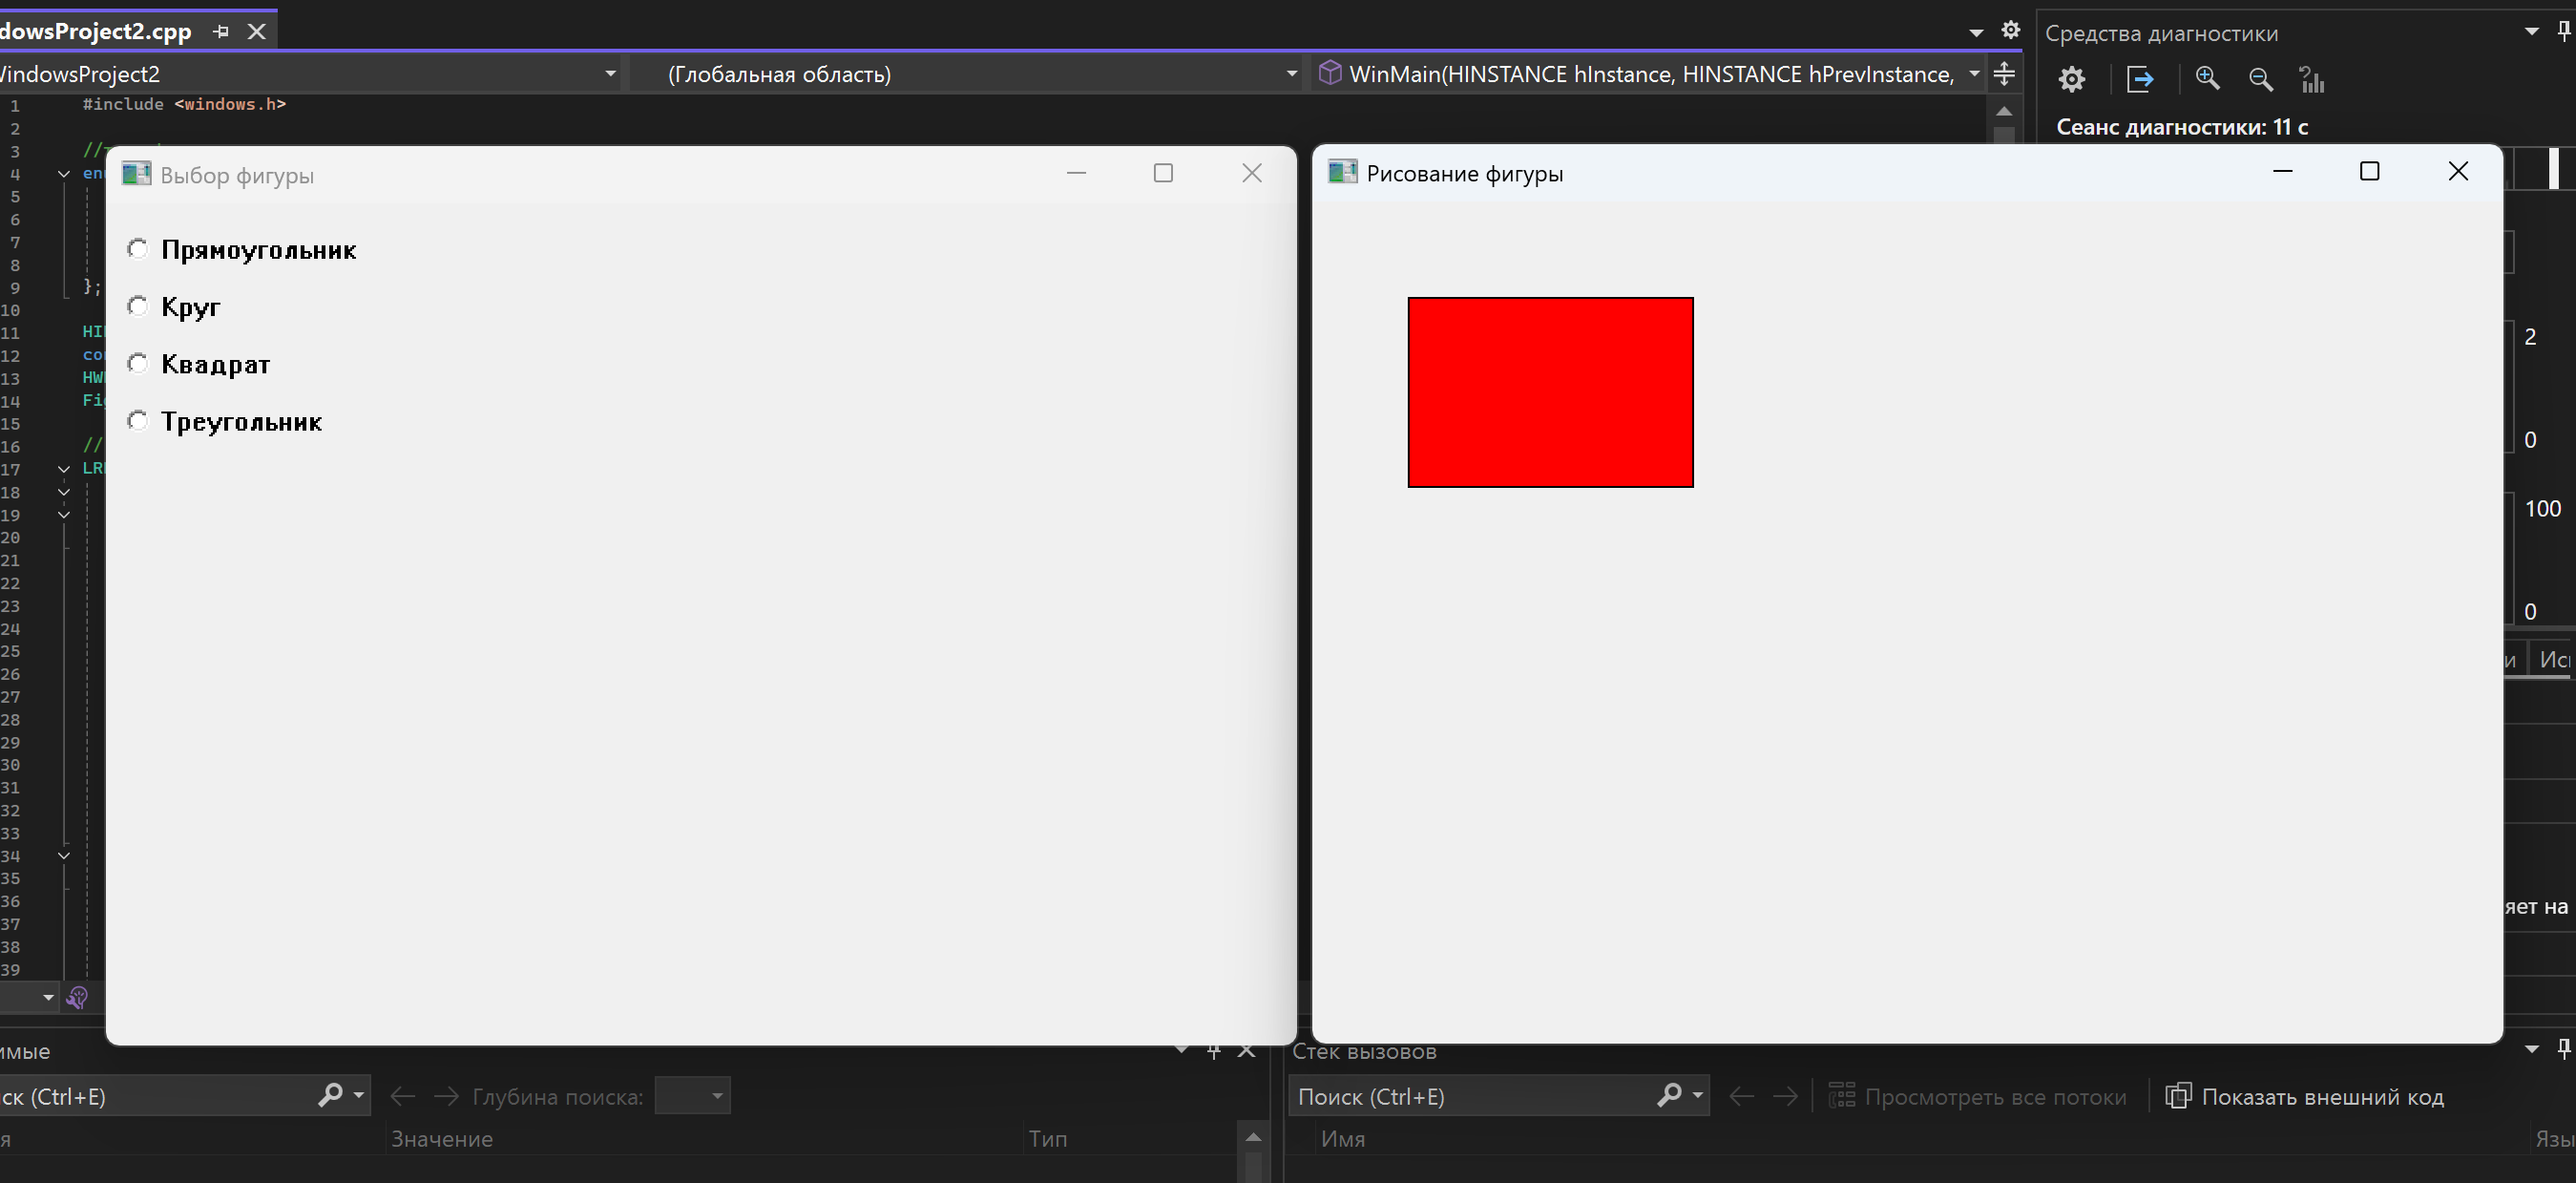 dowsProject2.cpp
Средства диагностики
WindowsProject2
(Глобальная область)
WinMain(HINSTANCE hInstance, HINSTANCE hPrevInstance,
Сеанс диагностики: 11 с
1 #include <windows.h>
2
3 //
4 en
5
6
7
8
9 };
10
11 HI
12 co
13 HW
14 Fi
15
16 //
17 LR
18
19
20
21
22
23
24
25
26
27
28
29
30
31
32
33
34
35
36
37
38
39
Выбор фигуры
Прямоугольник
Круг
Квадрат
Треугольник
Рисование фигуры
2
0
100
0
и
Ис
яет на
имые
ск (Ctrl+E)
Глубина поиска:
я
Значение
Тип
Стек вызовов
Поиск (Ctrl+E)
Просмотреть все потоки
Показать внешний код
Имя
Язы